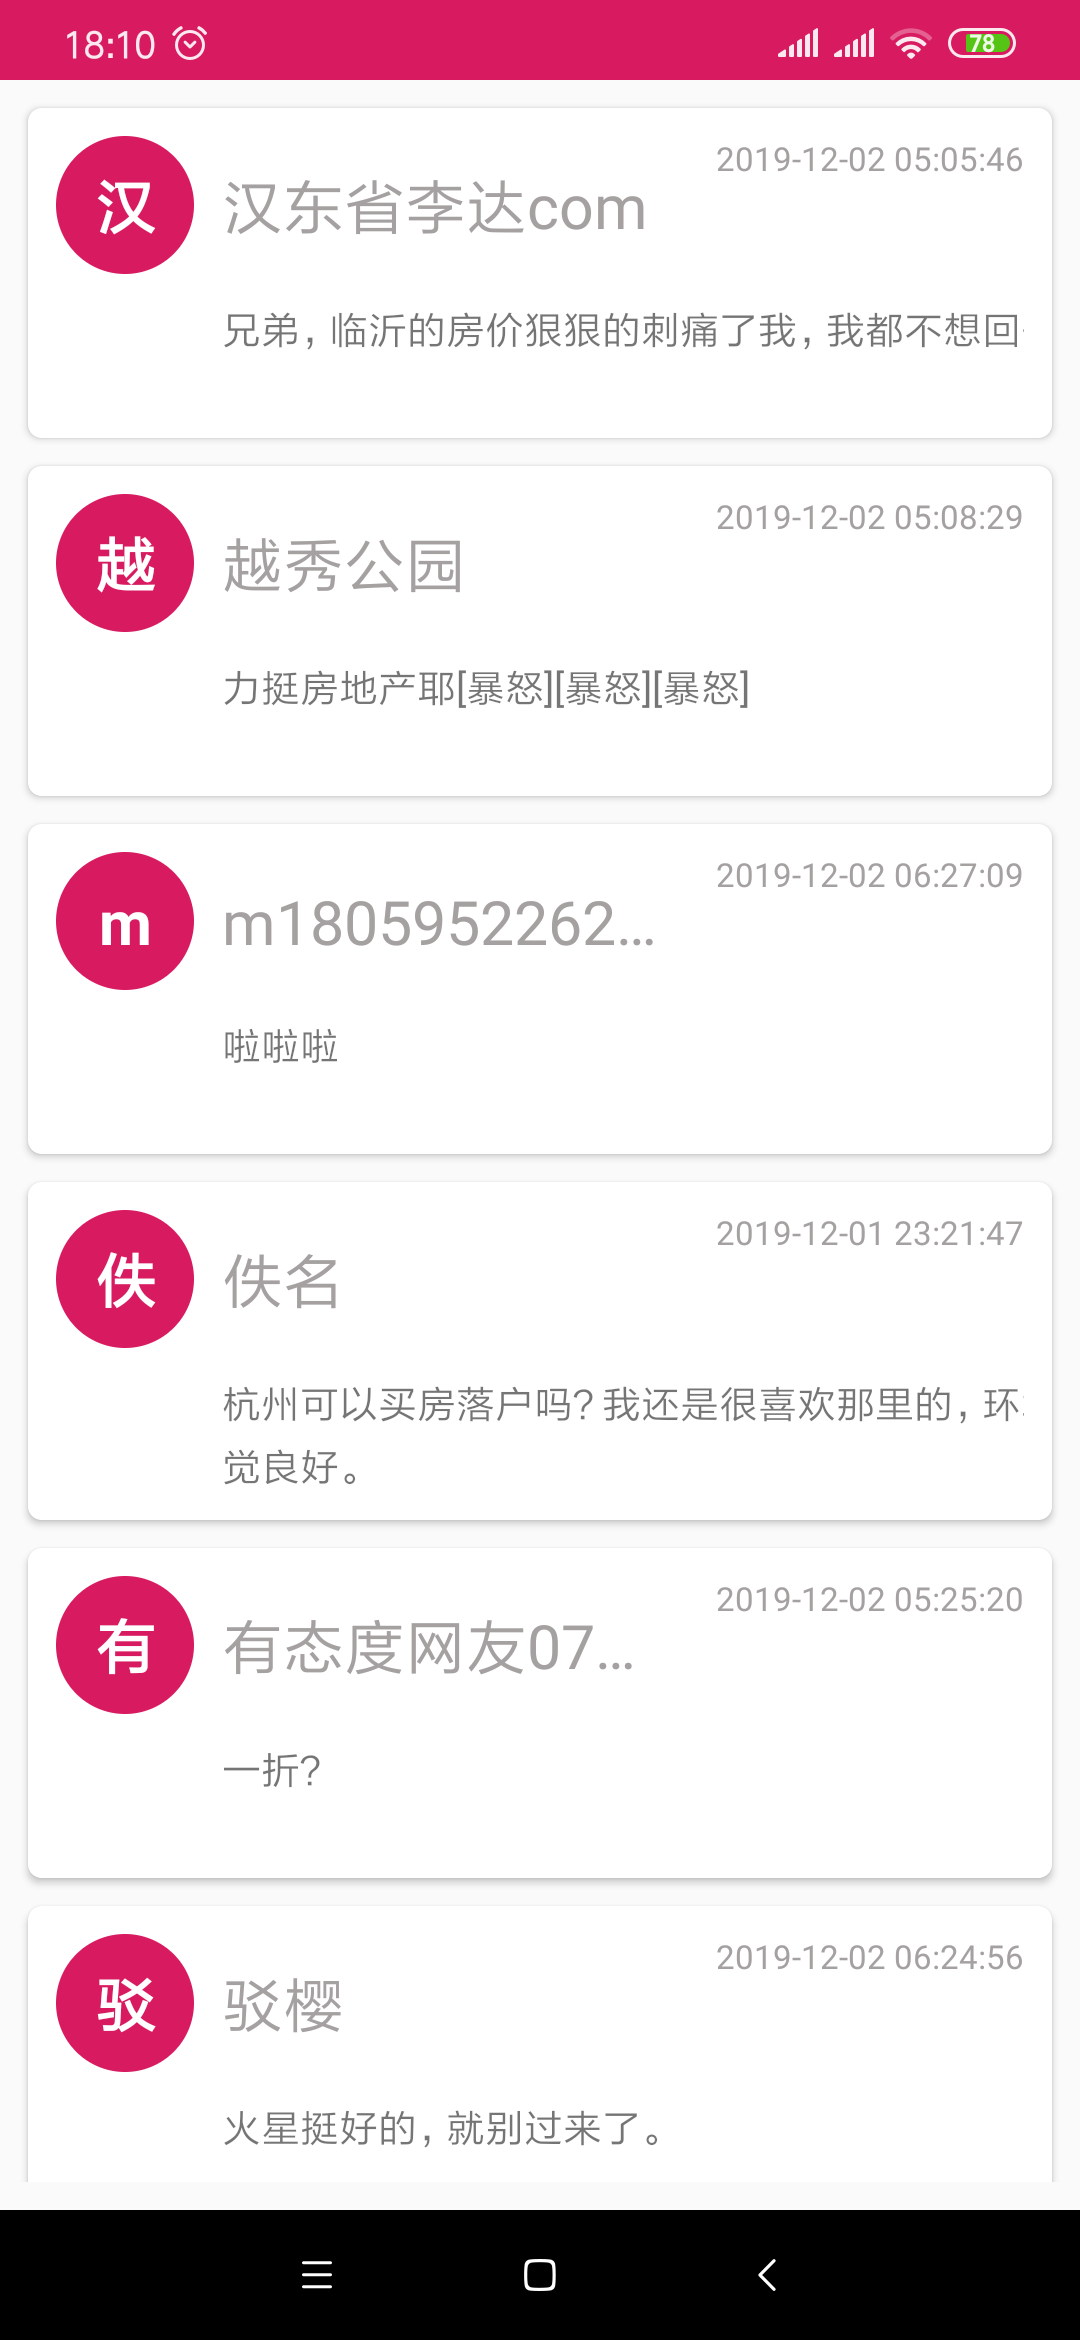 18:10
78
汉
2019-12-02 05:05:46
汉东省李达com
兄弟，临沂的房价狠狠的刺痛了我，我都不想回
越
2019-12-02 05:08:29
越秀公园
力挺房地产耶[暴怒][暴怒][暴怒]
m
2019-12-02 06:27:09
m1805952262...
啦啦啦
佚
2019-12-01 23:21:47
佚名
杭州可以买房落户吗？我还是很喜欢那里的，环
觉良好。
有
2019-12-02 05:25:20
有态度网友07...
一折？
驳
2019-12-02 06:24:56
驳樱
火星挺好的，就别过来了。